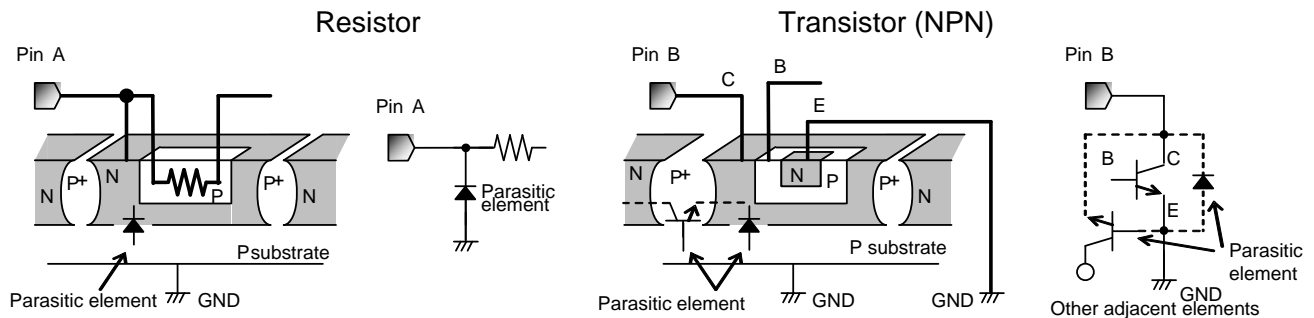 Resistor
Transistor (NPN)
Pin A
Pin B
B
C
E
Pin B
Pin A
N
P+
N
P
P+
N
Parasitic
element
N
P+
N
P
P+
N
B
C
E
P substrate
Parasitic element
GND
P substrate
Parasitic element
GND
GND
Parasitic
element
GND
Other adjacent elements